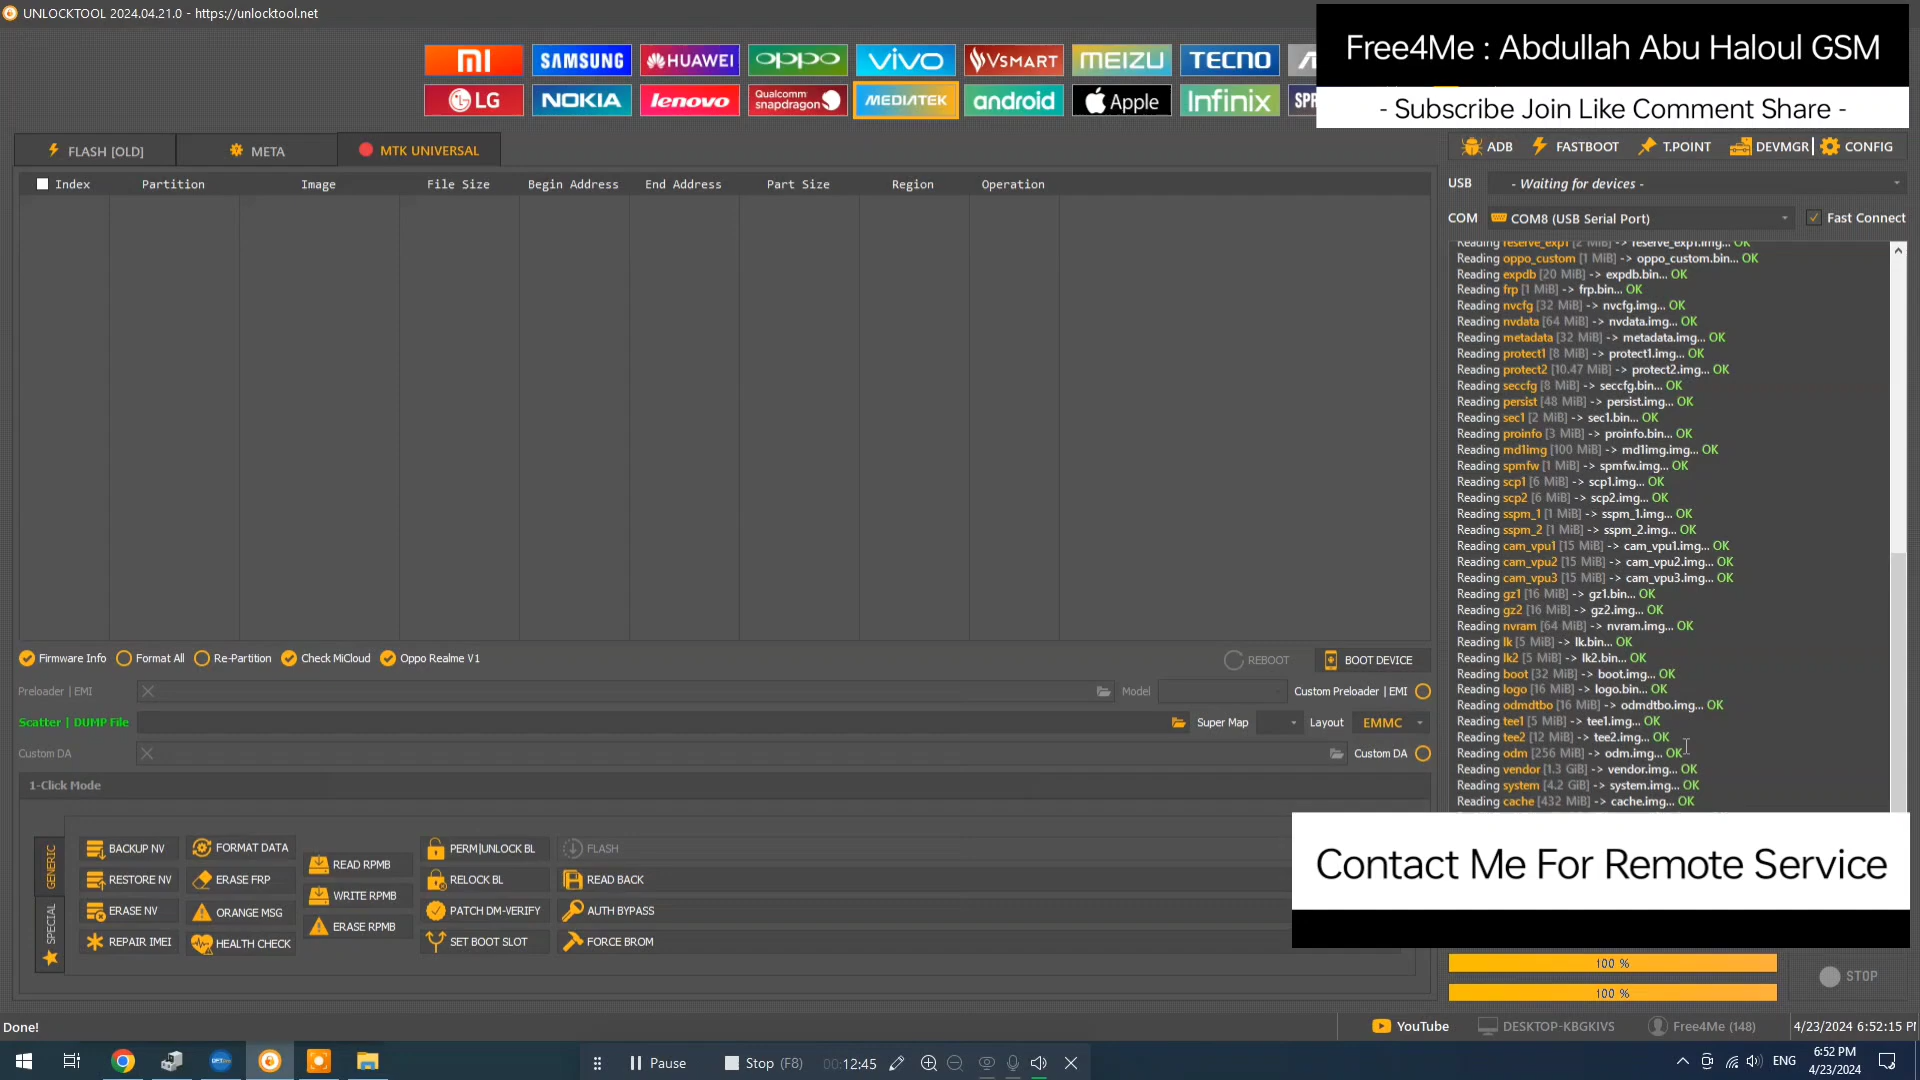 UNLOCKTOOL 2024.04.21.0 - https://unlocktool.net
Free4Me : Abdullah Abu Haloul GSM
- Subscribe Join Like Comment Share -
mi SAMSUNG HUAWEI oppo vivo VSMART MEIZU TECNO
LG NOKIA lenovo Qualcomm snapdragon MEDIATEK android Apple Infinix SPR
FLASH [OLD] META MTK UNIVERSAL
ADB FASTBOOT T.POINT DEVMGR CONFIG
Index Partition Image File Size Begin Address End Address Part Size Region Operation
USB - Waiting for devices -
COM COM8 (USB Serial Port) Fast Connect
Reading reserve_exp1 [2 MiB] -> reserve_exp1.img... OK
Reading oppo_custom [1 MiB] -> oppo_custom.bin... OK
Reading expdb [20 MiB] -> expdb.bin... OK
Reading frp [1 MiB] -> frp.bin... OK
Reading nvcfg [32 MiB] -> nvcfg.img... OK
Reading nvdata [64 MiB] -> nvdata.img... OK
Reading metadata [32 MiB] -> metadata.img... OK
Reading protect1 [8 MiB] -> protect1.img... OK
Reading protect2 [10.47 MiB] -> protect2.img... OK
Reading seccfg [8 MiB] -> seccfg.bin... OK
Reading persist [48 MiB] -> persist.img... OK
Reading sec1 [2 MiB] -> sec1.bin... OK
Reading proinfo [3 MiB] -> proinfo.bin... OK
Reading md1img [100 MiB] -> md1img.img... OK
Reading spmfw [1 MiB] -> spmfw.img... OK
Reading scp1 [6 MiB] -> scp1.img... OK
Reading scp2 [6 MiB] -> scp2.img... OK
Reading sspm_1 [1 MiB] -> sspm_1.img... OK
Reading sspm_2 [1 MiB] -> sspm_2.img... OK
Reading cam_vpu1 [15 MiB] -> cam_vpu1.img... OK
Reading cam_vpu2 [15 MiB] -> cam_vpu2.img... OK
Reading cam_vpu3 [15 MiB] -> cam_vpu3.img... OK
Reading gz1 [16 MiB] -> gz1.bin... OK
Reading gz2 [16 MiB] -> gz2.img... OK
Reading nvram [64 MiB] -> nvram.img... OK
Reading lk [5 MiB] -> lk.bin... OK
Reading lk2 [5 MiB] -> lk2.bin... OK
Reading boot [32 MiB] -> boot.img... OK
Reading logo [16 MiB] -> logo.bin... OK
Reading odmdtbo [16 MiB] -> odmdtbo.img... OK
Reading tee1 [5 MiB] -> tee1.img... OK
Reading tee2 [12 MiB] -> tee2.img... OK
Reading odm [256 MiB] -> odm.img... OK
Reading vendor [1.3 GiB] -> vendor.img... OK
Reading system [4.2 GiB] -> system.img... OK
Reading cache [432 MiB] -> cache.img... OK
Firmware Info Format All Re-Partition Check MiCloud Oppo Realme V1 REBOOT BOOT DEVICE
Preloader | EMI Model Custom Preloader | EMI
Scatter | DUMP File Super Map Layout EMMC
Custom DA Custom DA
1-Click Mode
GENERIC
SPECIAL
BACKUP NV FORMAT DATA READ RPMB PERM|UNLOCK BL FLASH
RESTORE NV ERASE FRP WRITE RPMB RELOCK BL READ BACK
ERASE NV ORANGE MSG ERASE RPMB PATCH DM-VERIFY AUTH BYPASS
REPAIR IMEI HEALTH CHECK SET BOOT SLOT FORCE BROM
Contact Me For Remote Service
100 %
100 %
STOP
Done! YouTube DESKTOP-KBGKIVS Free4Me (148) 4/23/2024 6:52:15 P
Pause Stop (F8) 00:12:45 ENG 6:52 PM
4/23/2024